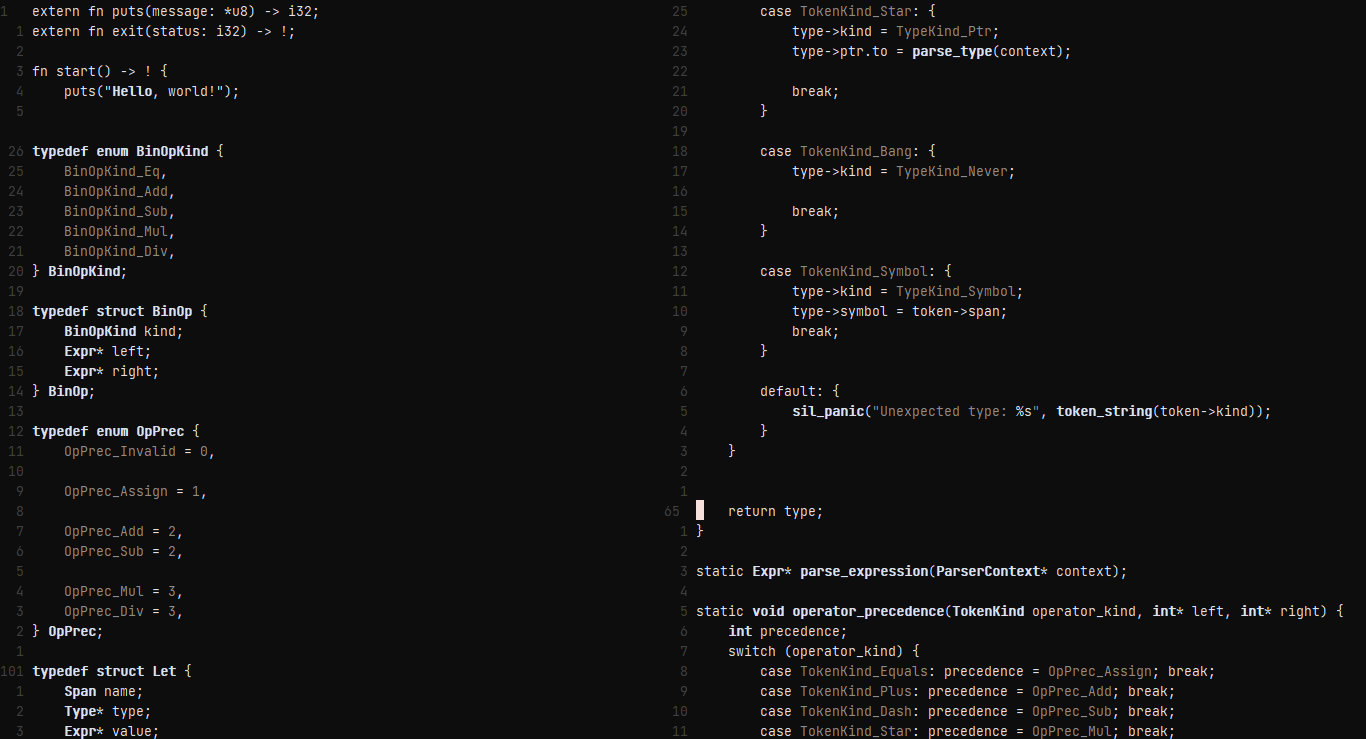 1   extern fn puts(message: *u8) -> i32;
  1 extern fn exit(status: i32) -> !;
  2
  3 fn start() -> ! {
  4     puts("Hello, world!");
  5
 26 typedef enum BinOpKind {
 25     BinOpKind_Eq,
 24     BinOpKind_Add,
 23     BinOpKind_Sub,
 22     BinOpKind_Mul,
 21     BinOpKind_Div,
 20 } BinOpKind;
 19
 18 typedef struct BinOp {
 17     BinOpKind kind;
 16     Expr* left;
 15     Expr* right;
 14 } BinOp;
 13
 12 typedef enum OpPrec {
 11     OpPrec_Invalid = 0,
 10
  9     OpPrec_Assign = 1,
  8
  7     OpPrec_Add = 2,
  6     OpPrec_Sub = 2,
  5
  4     OpPrec_Mul = 3,
  3     OpPrec_Div = 3,
  2 } OpPrec;
  1
101 typedef struct Let {
  1     Span name;
  2     Type* type;
  3     Expr* value;
 25         case TokenKind_Star: {
 24             type->kind = TypeKind_Ptr;
 23             type->ptr.to = parse_type(context);
 22
 21             break;
 20         }
 19
 18         case TokenKind_Bang: {
 17             type->kind = TypeKind_Never;
 16
 15             break;
 14         }
 13
 12         case TokenKind_Symbol: {
 11             type->kind = TypeKind_Symbol;
 10             type->symbol = token->span;
  9             break;
  8         }
  7
  6         default: {
  5             sil_panic("Unexpected type: %s", token_string(token->kind));
  4         }
  3     }
  2
  1
65      return type;
  1 }
  2
  3 static Expr* parse_expression(ParserContext* context);
  4
  5 static void operator_precedence(TokenKind operator_kind, int* left, int* right) {
  6     int precedence;
  7     switch (operator_kind) {
  8         case TokenKind_Equals: precedence = OpPrec_Assign; break;
  9         case TokenKind_Plus: precedence = OpPrec_Add; break;
 10         case TokenKind_Dash: precedence = OpPrec_Sub; break;
 11         case TokenKind_Star: precedence = OpPrec_Mul; break;